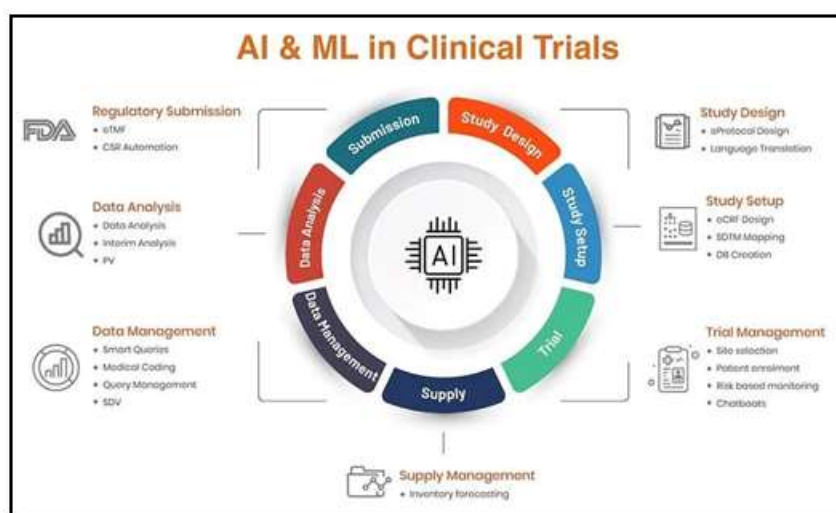 AI & ML in Clinical Trials
Regulatory Submission
FDA
• eTMF
• CSR Automation
Data Analysis
• Data Analysis
• Interim Analysis
• PV
Data Management
• Smart Queries
• Medical Coding
• Query Management
• SDV
Submission
Study Design
Data Analysis
Study Setup
AI
Data Management
Trial
Supply
Study Design
• eProtocol Design
• Language Translation
Study Setup
• eCRF Design
• SDTM Mapping
• DB Creation
Trial Management
• Site selection
• Patient enrolment
• Risk based monitoring
• Chatboats
Supply Management
• Inventory forecasting